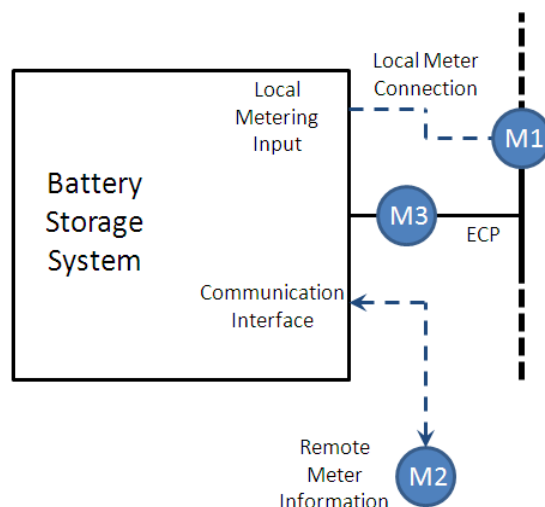 Local Meter
Connection
Local
Metering
Input
M1
Battery
Storage
System
M3
ECP
Communication
Interface
Remote
Meter
Information
M2